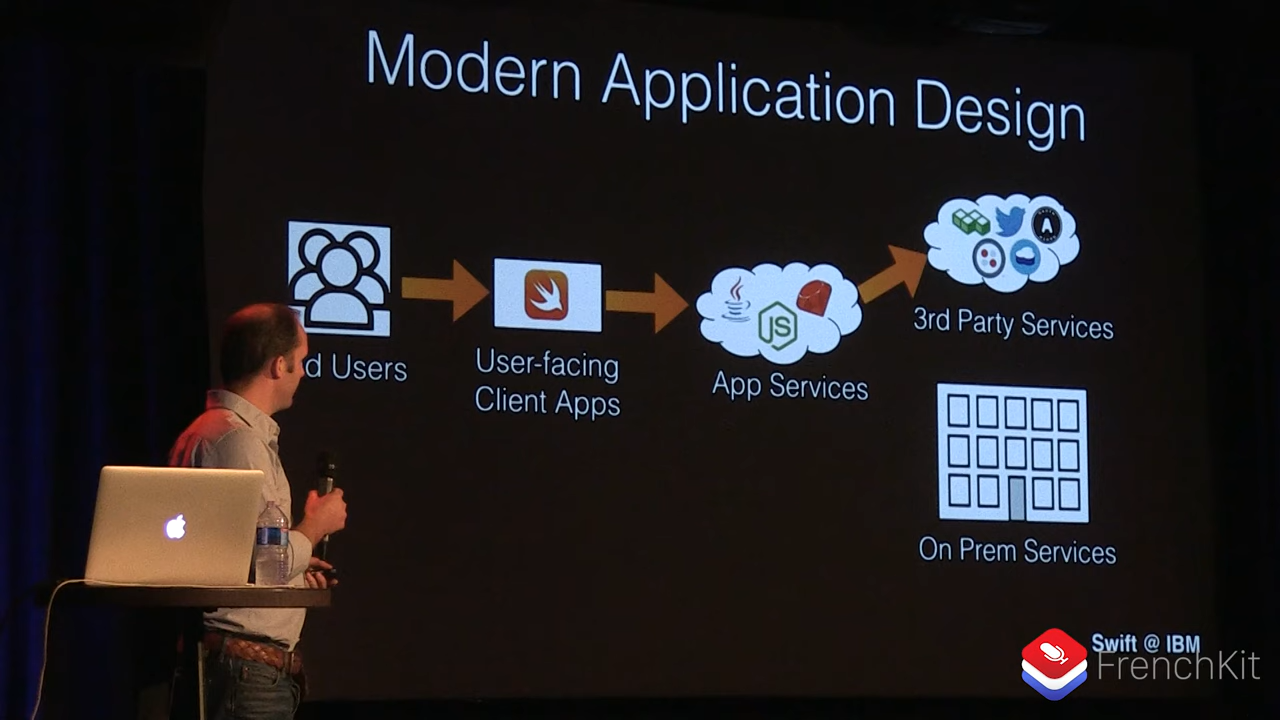 Modern Application Design
d Users
User-facing
Client Apps
JS
App Services
A
3rd Party Services
On Prem Services
Swift @ IBM
FrenchKit